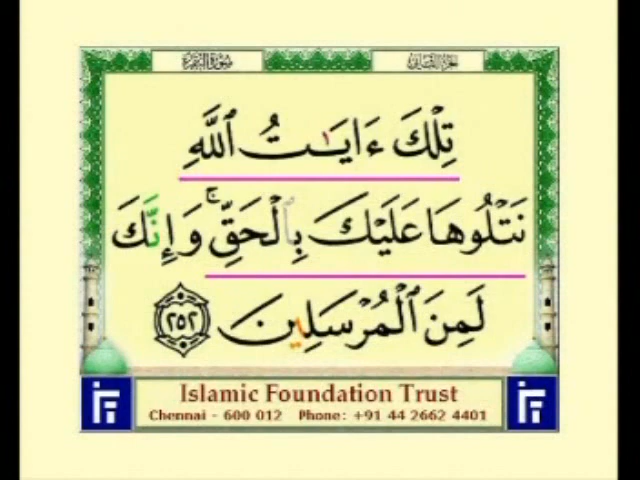 سورة البقرة
الجزء الثاني
تِلْكَ ءَايَـٰتُ ٱللَّهِ
نَتْلُوهَا عَلَيْكَ بِٱلْحَقِّ ۚ وَإِنَّكَ
لَمِنَ ٱلْمُرْسَلِينَ ٢٥٢
Islamic Foundation Trust
Chennai - 600 012 Phone: +91 44 2662 4401